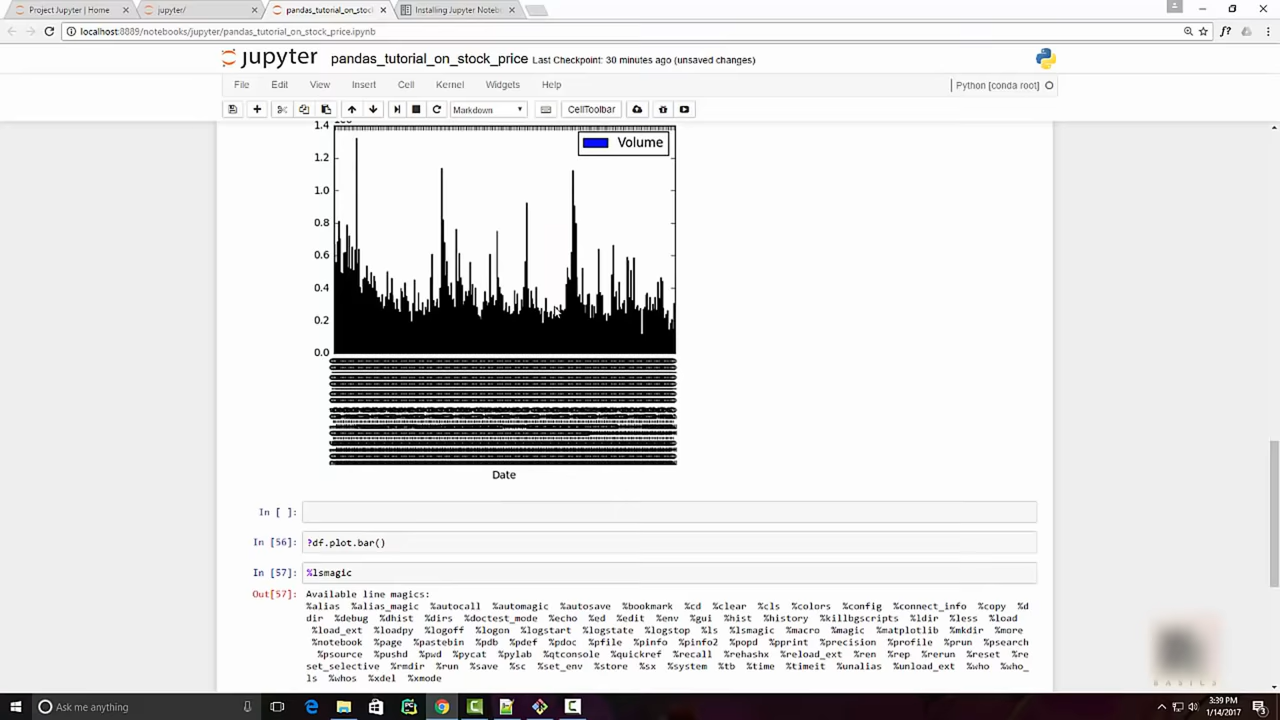 Project Jupyter | Home
jupyter/
pandas_tutorial_on_stoc
Installing Jupyter Noteb
localhost:8889/notebooks/jupyter/pandas_tutorial_on_stock_price.ipynb
f?
jupyter pandas_tutorial_on_stock_price Last Checkpoint: 30 minutes ago (unsaved changes)
File Edit View Insert Cell Kernel Widgets Help
Python [conda root]
Markdown
CellToolbar
1.4
Volume
1.2
1.0
0.8
0.6
0.4
0.2
0.0
Date
In [ ]:
In [56]: ?df.plot.bar()
In [57]: %lsmagic
Out[57]: Available line magics:
%alias %alias_magic %autocall %automagic %autosave %bookmark %cd %clear %cls %colors %config %connect_info %copy %d
dir %debug %dhist %dirs %doctest_mode %echo %ed %edit %env %gui %hist %history %killbgscripts %ldir %less %load
%load_ext %loadpy %logoff %logon %logstart %logstate %logstop %ls %lsmagic %macro %magic %matplotlib %mkdir %more
%notebook %page %pastebin %pdb %pdef %pdoc %pfile %pinfo %pinfo2 %popd %pprint %precision %profile %prun %psearch
%psource %pushd %pwd %pycat %pylab %qtconsole %quickref %recall %rehashx %reload_ext %ren %rep %rerun %reset %re
set_selective %rmdir %run %save %sc %set_env %store %sx %system %tb %time %timeit %unalias %unload_ext %who %who_
ls %whos %xdel %xmode
BASICS
Ask me anything
3:39 PM
1/14/2017